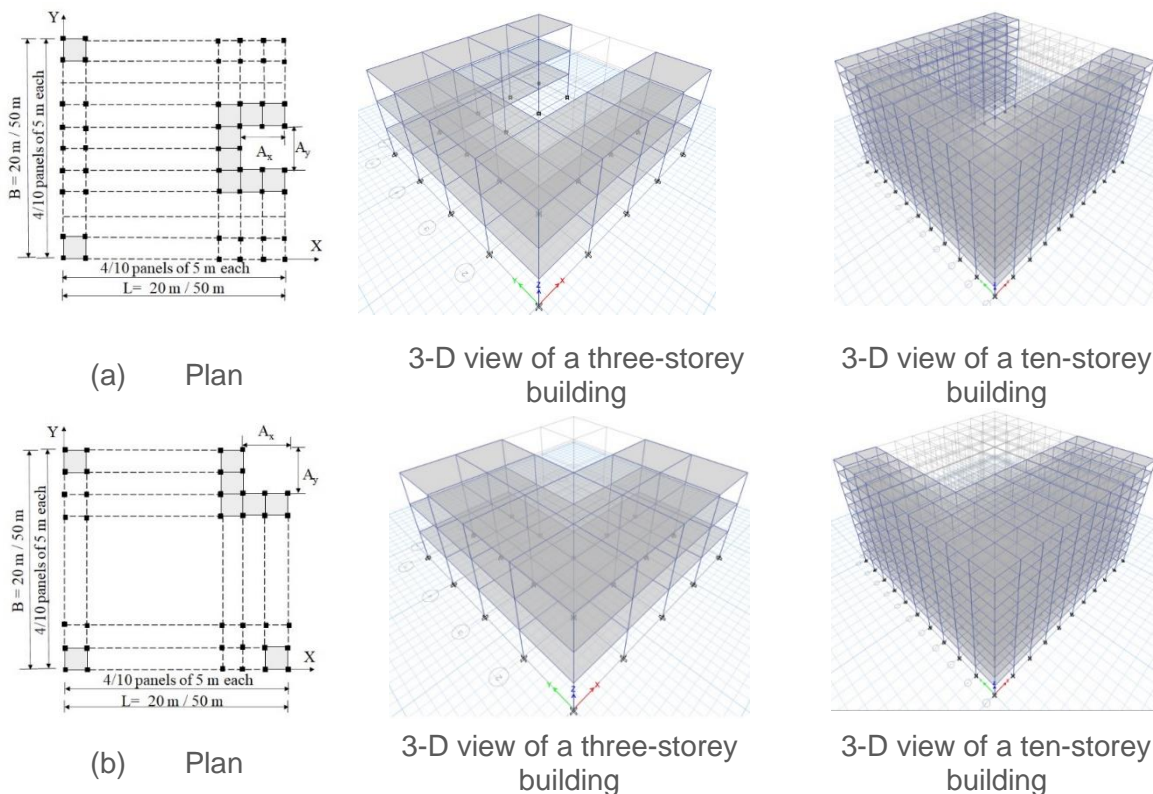 Y
B = 20 m / 50 m
4/10 panels of 5 m each
Ax
Ay
X
4/10 panels of 5 m each
L= 20 m / 50 m
(a) Plan
3-D view of a three-storey
building
3-D view of a ten-storey
building
Y
Ax
Ay
B = 20 m / 50 m
4/10 panels of 5 m each
X
4/10 panels of 5 m each
L= 20 m / 50 m
(b) Plan
3-D view of a three-storey
building
3-D view of a ten-storey
building
Y
Z
X
Y
Z
X